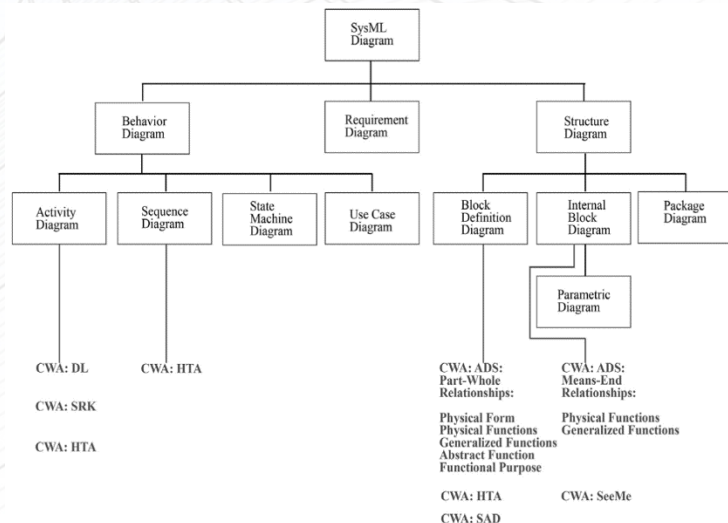 SysML
Diagram
Behavior
Diagram
Requirement
Diagram
Structure
Diagram
Activity
Diagram
Sequence
Diagram
State
Machine
Diagram
Use Case
Diagram
Block
Definition
Diagram
Internal
Block
Diagram
Package
Diagram
Parametric
Diagram
CWA: DL
CWA: SRK
CWA: HTA
CWA: HTA
CWA: ADS:
Part-Whole
Relationships:
Physical Form
Physical Functions
Generalized Functions
Abstract Function
Functional Purpose
CWA: HTA
CWA: SAD
CWA: ADS:
Means-End
Relationships:
Physical Functions
Generalized Functions
CWA: SeeMe